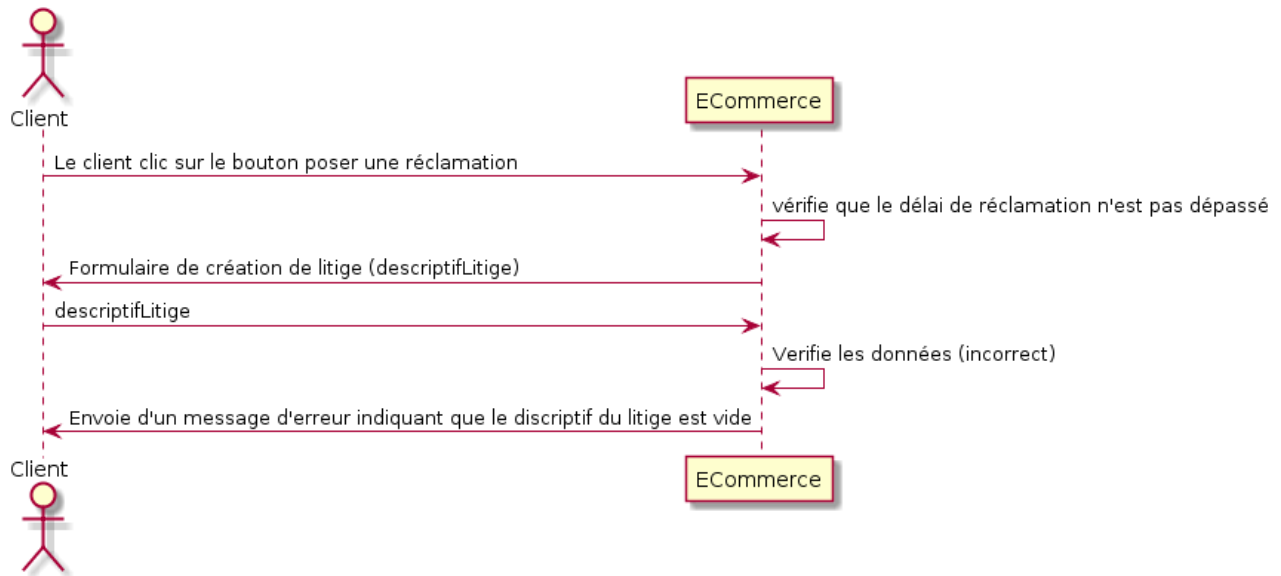 Client
ECommerce
Le client clic sur le bouton poser une réclamation
vérifie que le délai de réclamation n'est pas dépassé
Formulaire de création de litige (descriptifLitige)
descriptifLitige
Verifie les données (incorrect)
Envoie d'un message d'erreur indiquant que le discriptif du litige est vide
Client
ECommerce